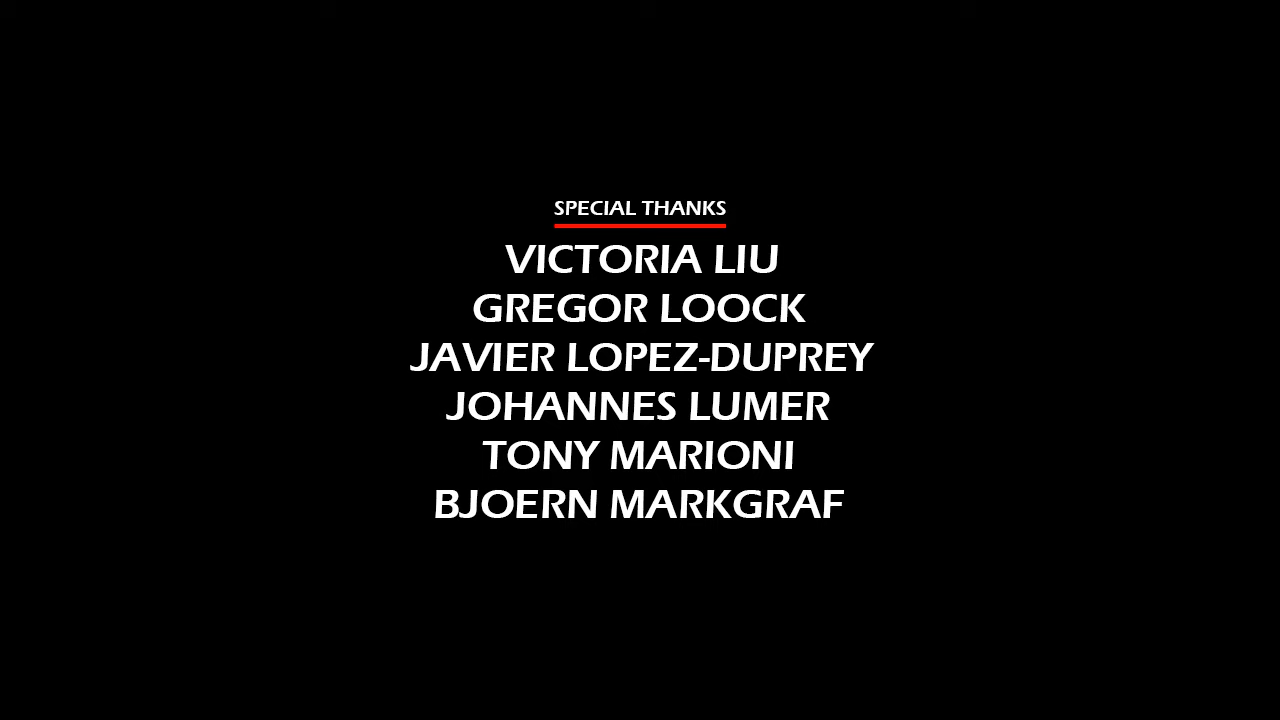 SPECIAL THANKS
VICTORIA LIU
GREGOR LOOCK
JAVIER LOPEZ-DUPREY
JOHANNES LUMER
TONY MARIONI
BJOERN MARKGRAF